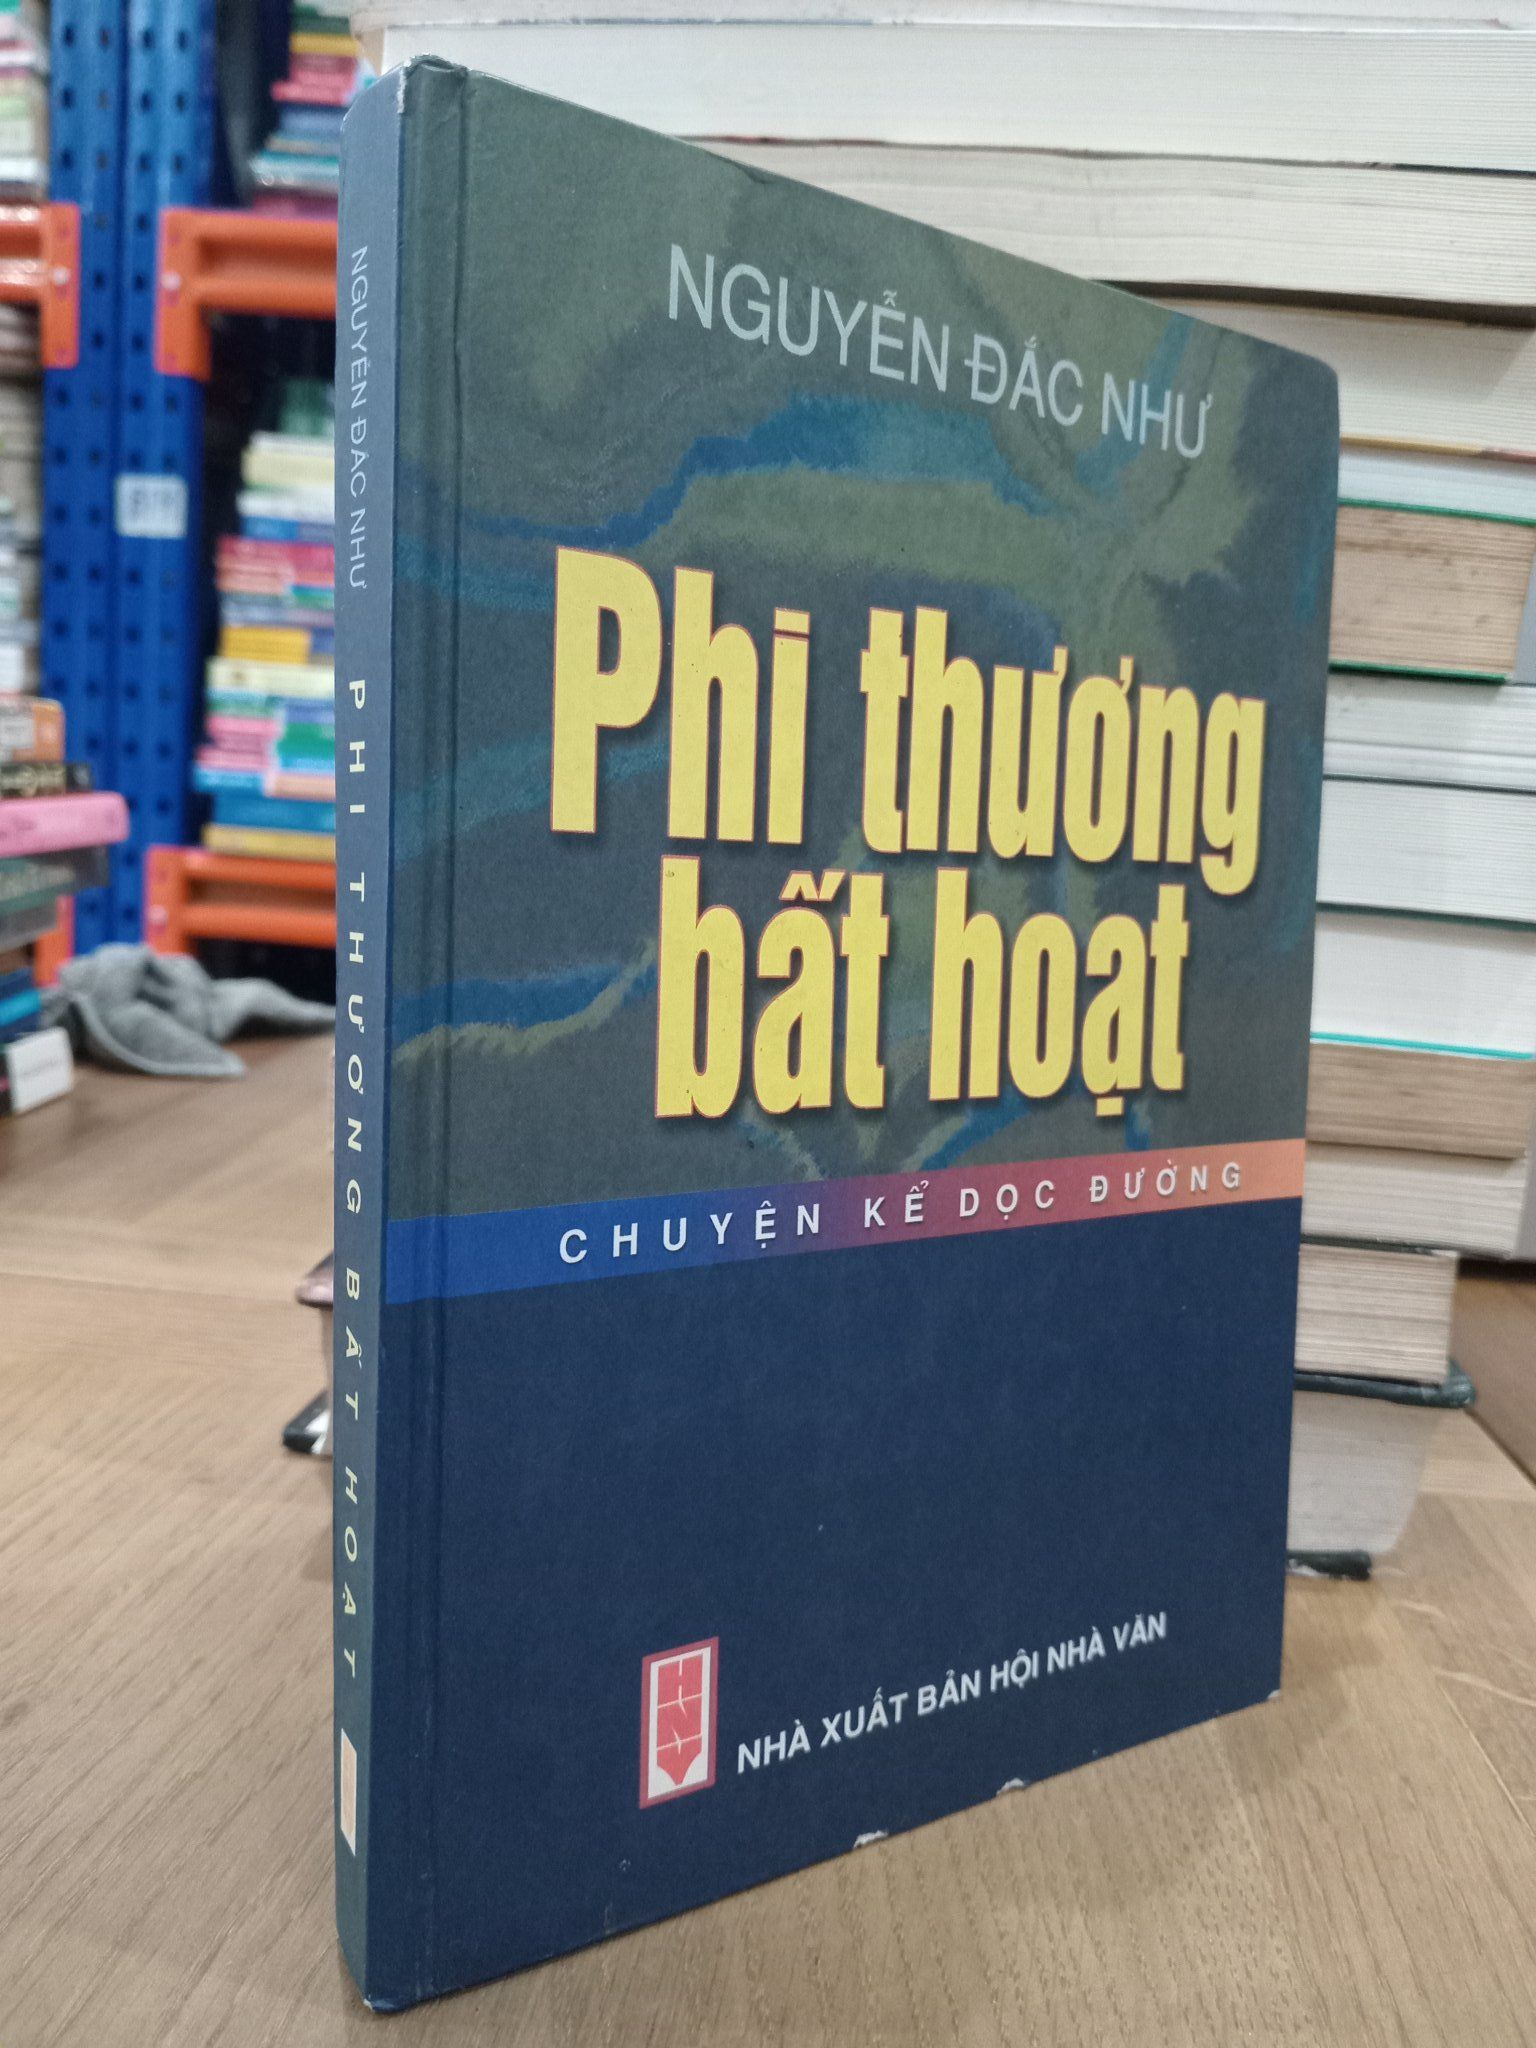 NGUYỄN ĐẮC NHƯ
Phi thương
bất hoạt
CHUYỆN KỂ DỌC ĐƯỜNG
HNV
NHÀ XUẤT BẢN HỘI NHÀ VĂN
NGUYỄN ĐẮC NHƯ PHI THƯƠNG BẤT HOẠT